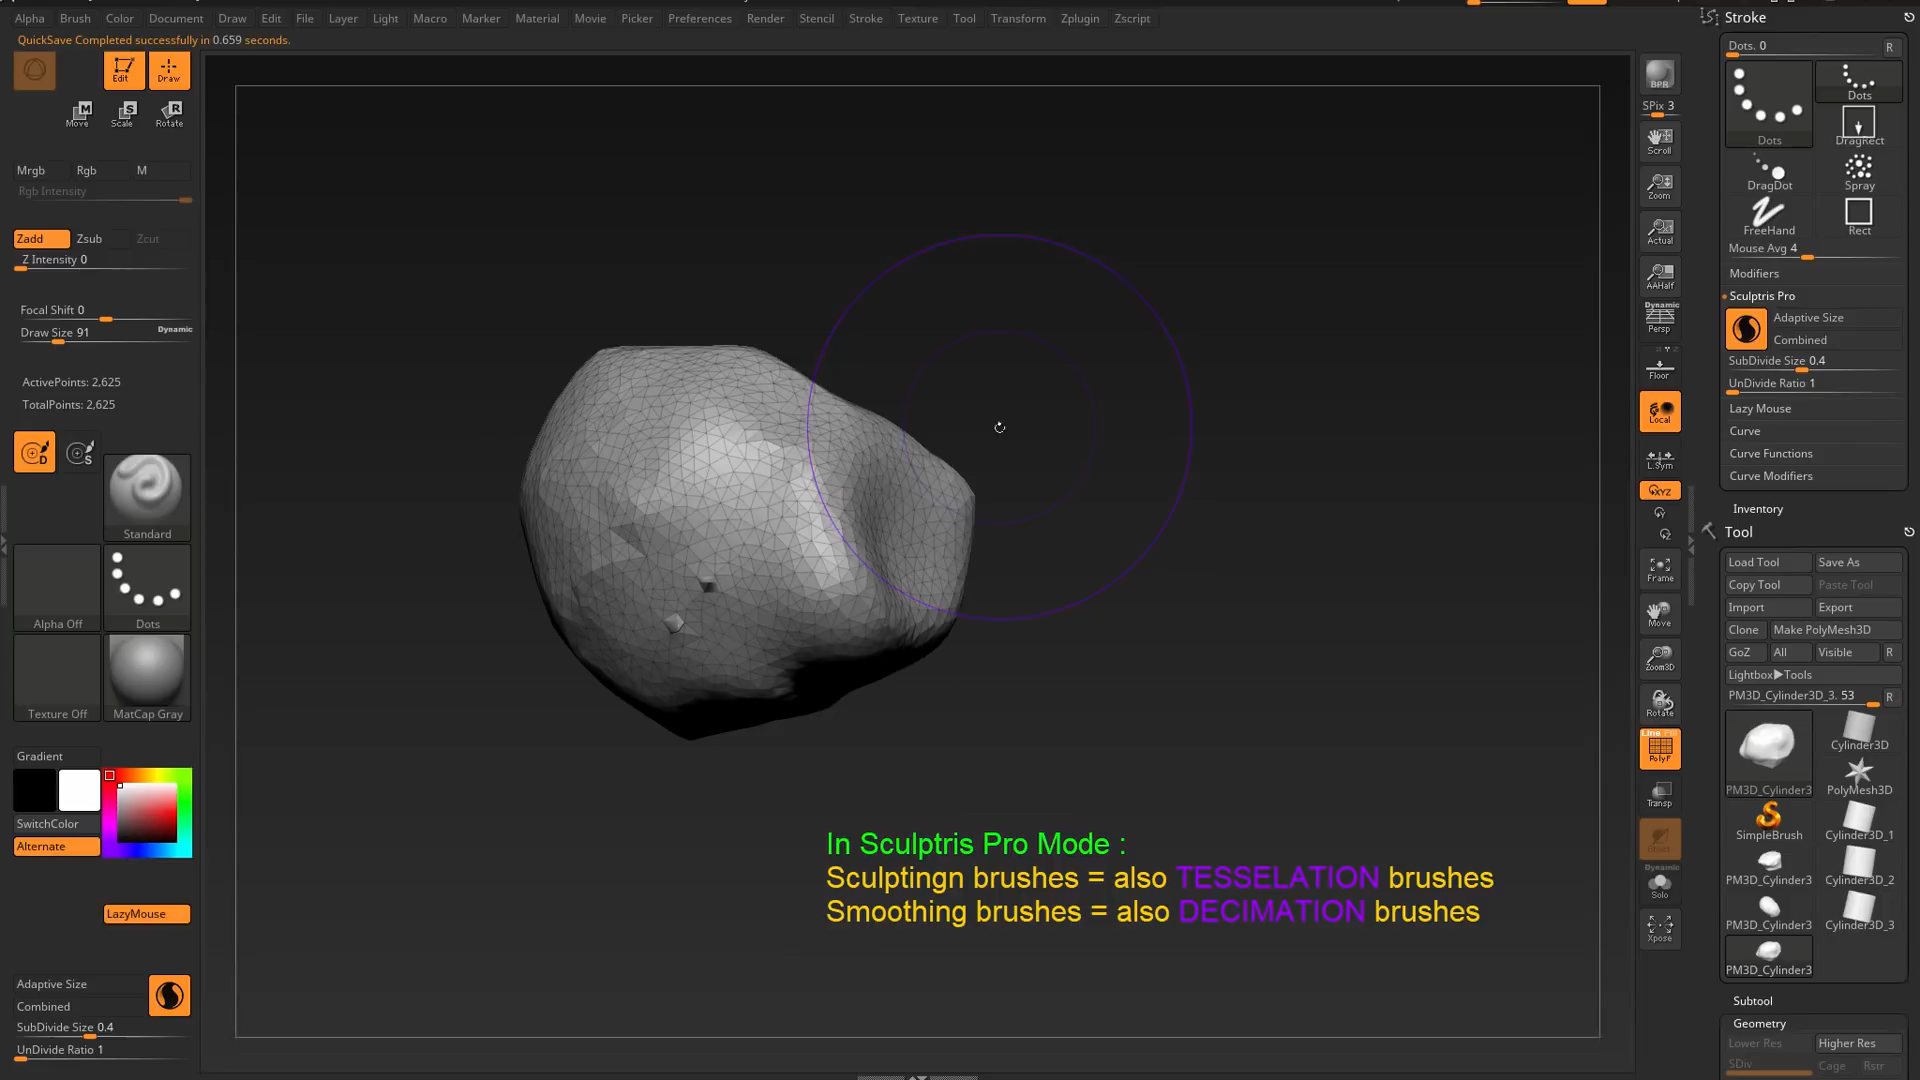 Alpha Brush Color Document Draw Edit File Layer Light Macro Marker Material Movie Picker Preferences Render Stencil Stroke Texture Tool Transform Zplugin Zscript
QuickSave Completed successfully in 0.659 seconds.
Edit Draw
Move Scale Rotate
Mrgb Rgb M
Rgb Intensity
Zadd Zsub Zcut
Z Intensity 0
Focal Shift 0
Draw Size 91 Dynamic
ActivePoints: 2,625
TotalPoints: 2,625
D S
Standard
Alpha Off Dots
Texture Off MatCap Gray
Gradient
SwitchColor
Alternate
LazyMouse
Adaptive Size
Combined
SubDivide Size 0.4
UnDivide Ratio 1
In Sculptris Pro Mode :
Sculptingn brushes = also TESSELATION brushes
Smoothing brushes = also DECIMATION brushes
BPR
SPix 3
Scroll
Zoom
Actual
AAHalf
Dynamic
Persp
Floor
Local
L.Sym
XYZ
Y
Z
Frame
Move
Zoom3D
Rotate
Line Fill
PolyF
Transp
Dynamic
Solo
Xpose
Stroke
Dots. 0 R
Dots Dots
DragRect
DragDot Spray
FreeHand Rect
Mouse Avg 4
Modifiers
Sculptris Pro
Adaptive Size
Combined
SubDivide Size 0.4
UnDivide Ratio 1
Lazy Mouse
Curve
Curve Functions
Curve Modifiers
Inventory
Tool
Load Tool Save As
Copy Tool Paste Tool
Import Export
Clone Make PolyMesh3D
GoZ All Visible R
Lightbox▶Tools
PM3D_Cylinder3D_3. 53 R
Cylinder3D
PM3D_Cylinder3 PolyMesh3D
SimpleBrush Cylinder3D_1
PM3D_Cylinder3 Cylinder3D_2
PM3D_Cylinder3 Cylinder3D_3
PM3D_Cylinder3
Subtool
Geometry
Lower Res Higher Res
SDiv Cage Rstr